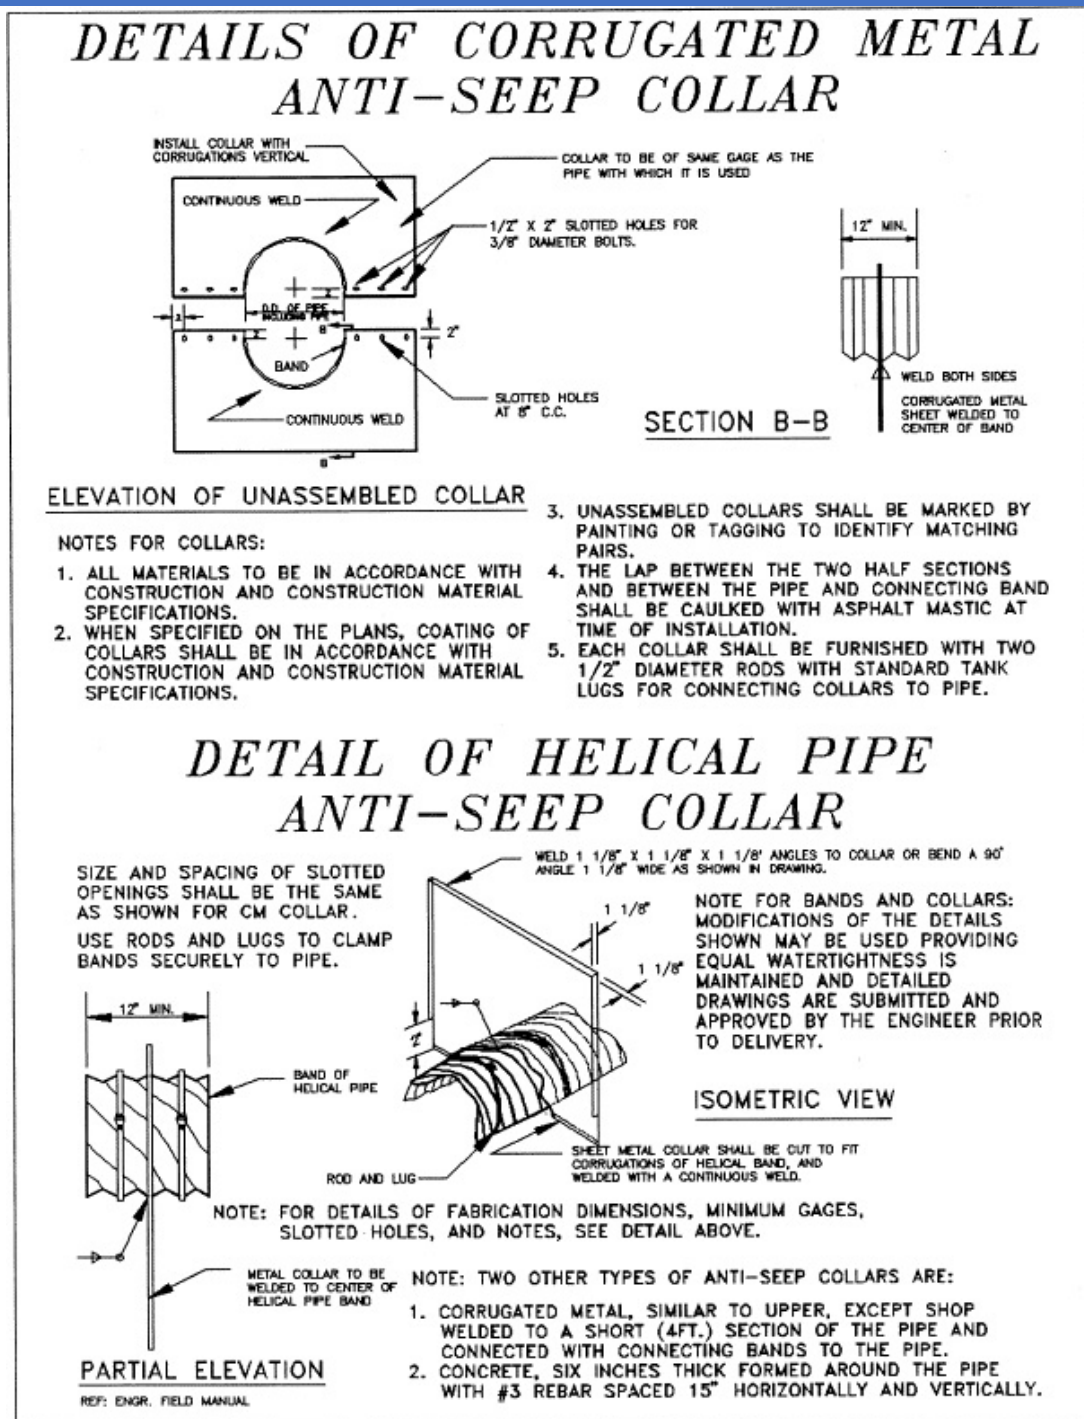 DETAILS OF CORRUGATED METAL
ANTI-SEEP COLLAR
INSTALL COLLAR WITH
CORRUGATIONS VERTICAL
COLLAR TO BE OF SAME GAGE AS THE
PIPE WITH WHICH IT IS USED
CONTINUOUS WELD
1/2" X 2" SLOTTED HOLES FOR
3/8" DIAMETER BOLTS.
2"
O.D. OF PIPE
INCLUDING PIPE
2"
B
2"
BAND
SLOTTED HOLES
AT 8" C.C.
CONTINUOUS WELD
B
ELEVATION OF UNASSEMBLED COLLAR
12" MIN.
WELD BOTH SIDES
CORRUGATED METAL
SHEET WELDED TO
CENTER OF BAND
SECTION B-B
NOTES FOR COLLARS:
1. ALL MATERIALS TO BE IN ACCORDANCE WITH
CONSTRUCTION AND CONSTRUCTION MATERIAL
SPECIFICATIONS.
2. WHEN SPECIFIED ON THE PLANS, COATING OF
COLLARS SHALL BE IN ACCORDANCE WITH
CONSTRUCTION AND CONSTRUCTION MATERIAL
SPECIFICATIONS.
3. UNASSEMBLED COLLARS SHALL BE MARKED BY
PAINTING OR TAGGING TO IDENTIFY MATCHING
PAIRS.
4. THE LAP BETWEEN THE TWO HALF SECTIONS
AND BETWEEN THE PIPE AND CONNECTING BAND
SHALL BE CAULKED WITH ASPHALT MASTIC AT
TIME OF INSTALLATION.
5. EACH COLLAR SHALL BE FURNISHED WITH TWO
1/2" DIAMETER RODS WITH STANDARD TANK
LUGS FOR CONNECTING COLLARS TO PIPE.
DETAIL OF HELICAL PIPE
ANTI-SEEP COLLAR
SIZE AND SPACING OF SLOTTED
OPENINGS SHALL BE THE SAME
AS SHOWN FOR CM COLLAR.
USE RODS AND LUGS TO CLAMP
BANDS SECURELY TO PIPE.
WELD 1 1/8" X 1 1/8" X 1 1/8' ANGLES TO COLLAR OR BEND A 90°
ANGLE 1 1/8" WIDE AS SHOWN IN DRAWING.
1 1/8"
1 1/8"
NOTE FOR BANDS AND COLLARS:
MODIFICATIONS OF THE DETAILS
SHOWN MAY BE USED PROVIDING
EQUAL WATERTIGHTNESS IS
MAINTAINED AND DETAILED
DRAWINGS ARE SUBMITTED AND
APPROVED BY THE ENGINEER PRIOR
TO DELIVERY.
12" MIN.
BAND OF
HELICAL PIPE
ISOMETRIC VIEW
SHEET METAL COLLAR SHALL BE CUT TO FIT
CORRUGATIONS OF HELICAL BAND, AND
WELDED WITH A CONTINUOUS WELD.
ROD AND LUG
NOTE: FOR DETAILS OF FABRICATION DIMENSIONS, MINIMUM GAGES,
SLOTTED HOLES, AND NOTES, SEE DETAIL ABOVE.
METAL COLLAR TO BE
WELDED TO CENTER OF
HELICAL PIPE BAND
NOTE: TWO OTHER TYPES OF ANTI-SEEP COLLARS ARE:
1. CORRUGATED METAL, SIMILAR TO UPPER, EXCEPT SHOP
WELDED TO A SHORT (4FT.) SECTION OF THE PIPE AND
CONNECTED WITH CONNECTING BANDS TO THE PIPE.
2. CONCRETE, SIX INCHES THICK FORMED AROUND THE PIPE
WITH #3 REBAR SPACED 15" HORIZONTALLY AND VERTICALLY.
PARTIAL ELEVATION
REF: ENGR. FIELD MANUAL